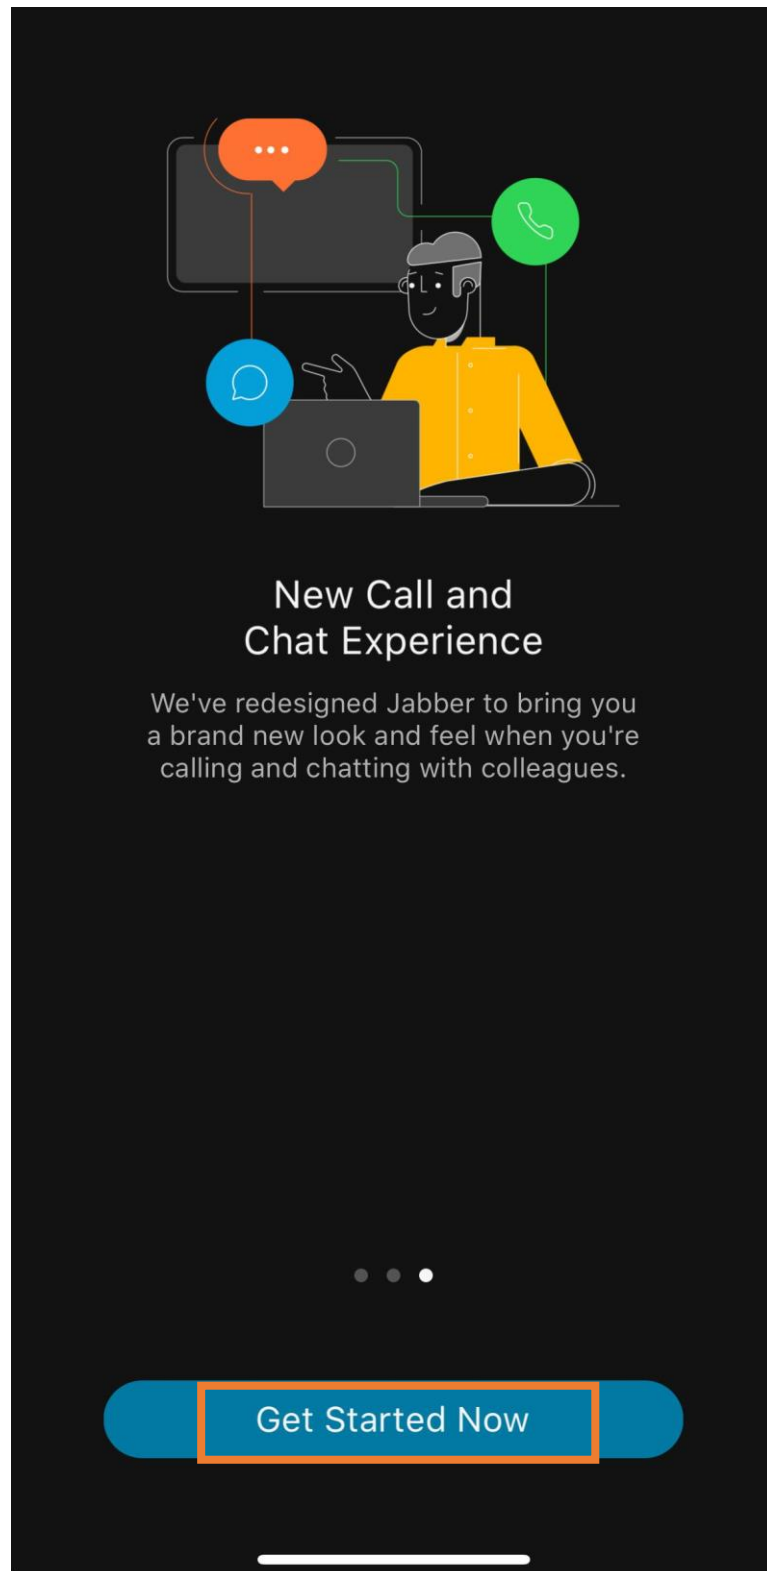 New Call and
Chat Experience
We've redesigned Jabber to bring you
a brand new look and feel when you're
calling and chatting with colleagues.
Get Started Now